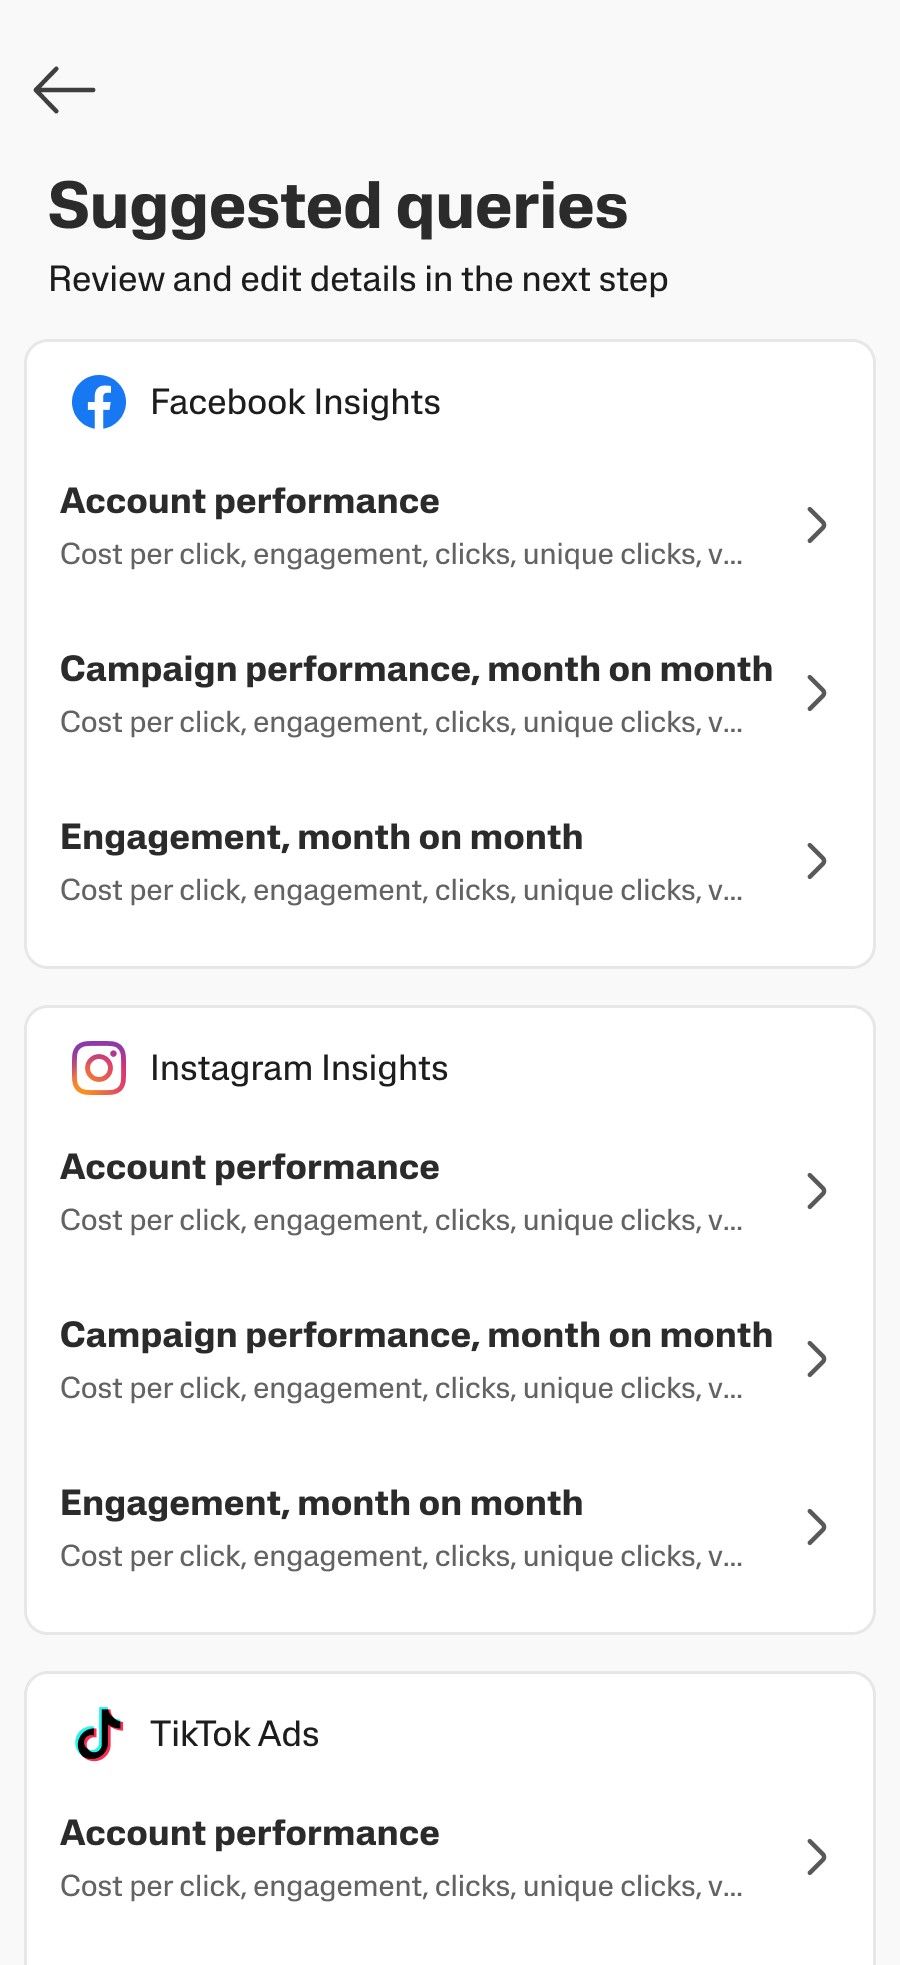 Suggested queries
Review and edit details in the next step
Facebook Insights
Account performance
Cost per click, engagement, clicks, unique clicks, v...
Campaign performance, month on month
Cost per click, engagement, clicks, unique clicks, v...
Engagement, month on month
Cost per click, engagement, clicks, unique clicks, v...
Instagram Insights
Account performance
Cost per click, engagement, clicks, unique clicks, v...
Campaign performance, month on month
Cost per click, engagement, clicks, unique clicks, v...
Engagement, month on month
Cost per click, engagement, clicks, unique clicks, v...
TikTok Ads
Account performance
Cost per click, engagement, clicks, unique clicks, v...